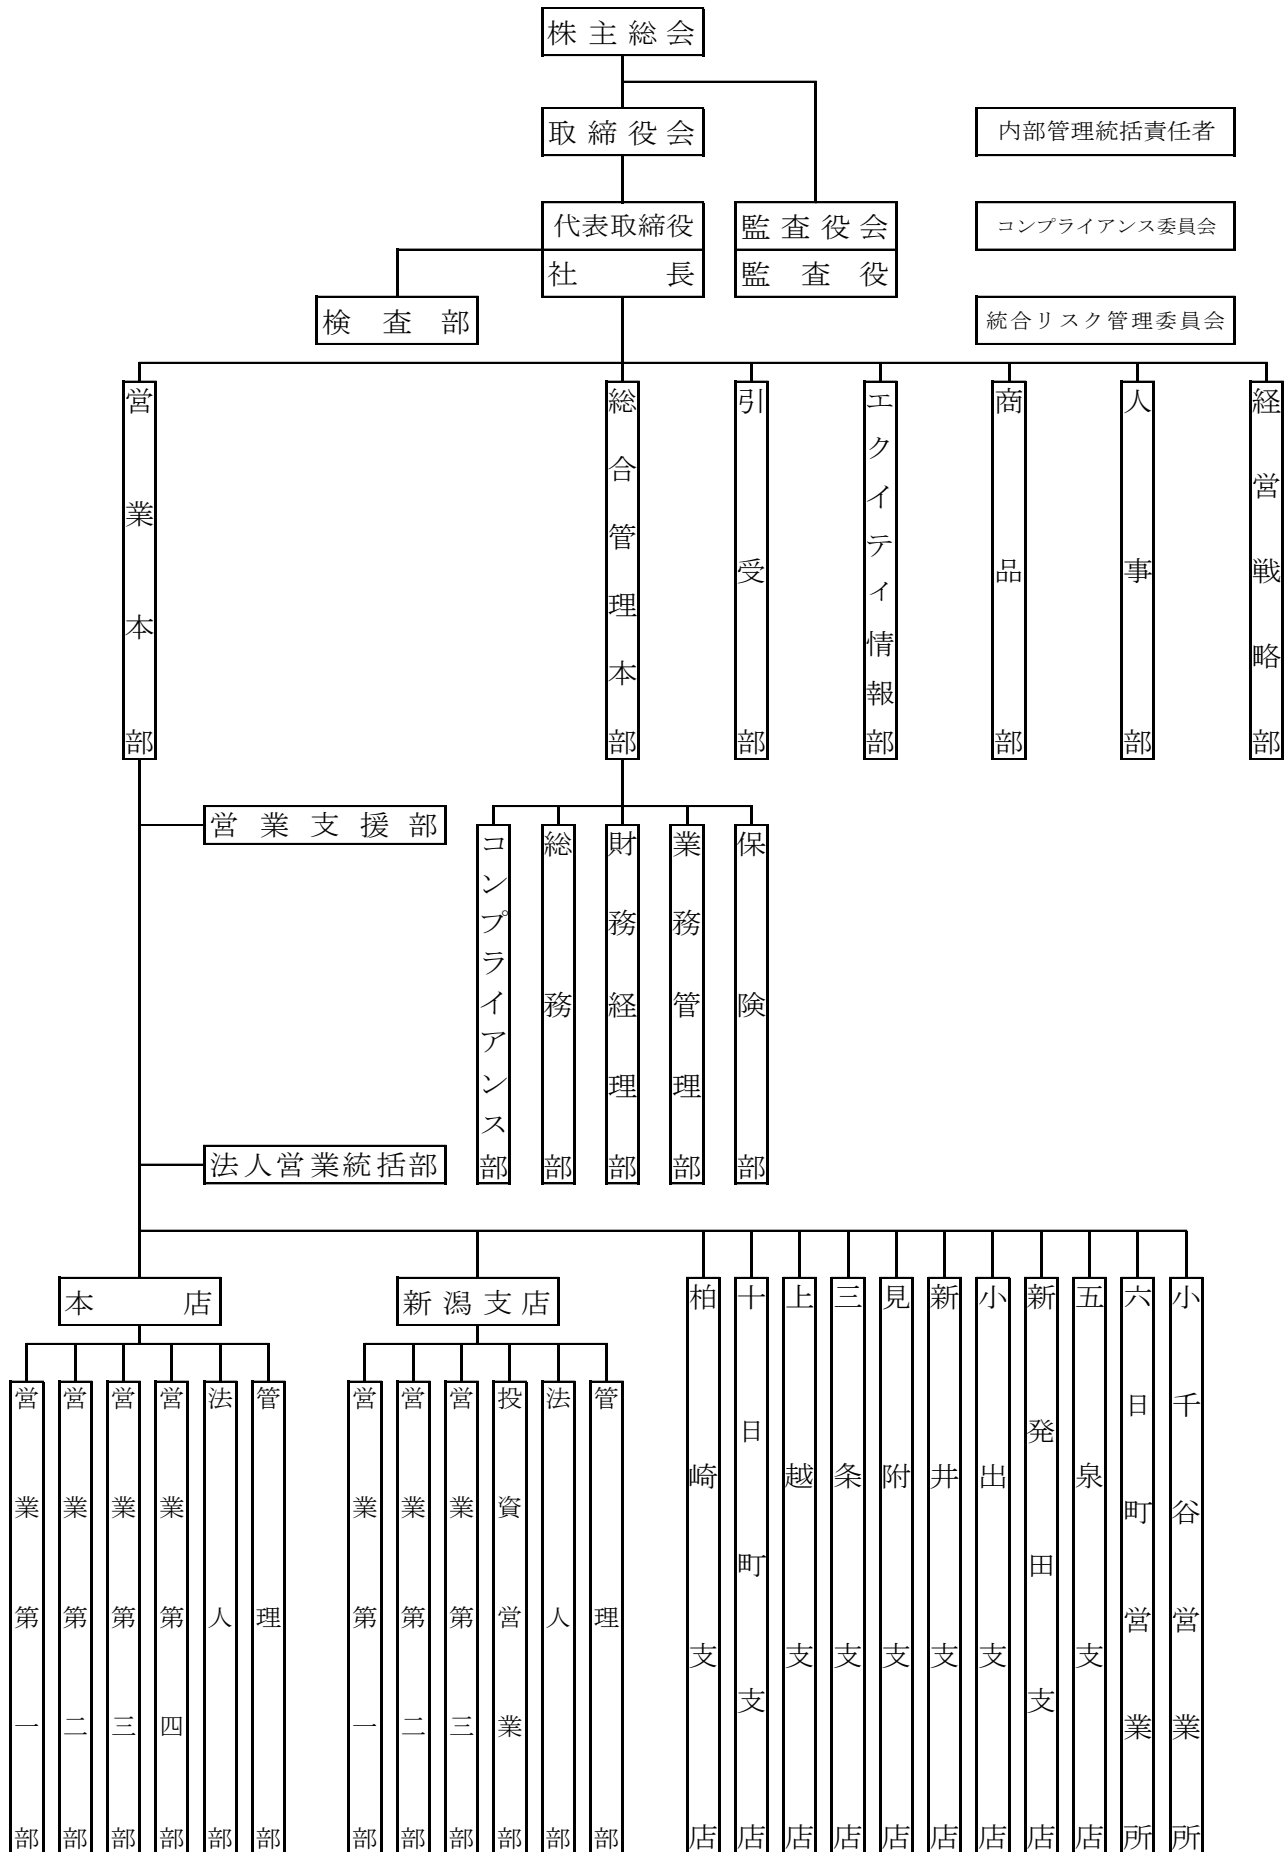 株主総会
取締役会
内部管理統括責任者
代表取締役
社長
監査役会
監査役
コンプライアンス委員会
検査部
統合リスク管理委員会
営業本部
総合管理本部
引受部
エクイティ情報部
商品部
人事部
経営戦略部
営業支援部
コンプライアンス部
総務部
財務経理部
業務管理部
保険部
法人営業統括部
本店
新潟支店
柏崎支店
十日町支店
上越支店
三条支店
見附支店
新井支店
小出支店
新発田支店
五泉支店
六日町営業所
小千谷営業所
営業第一部
営業第二部
営業第三部
営業第四部
法人部
管理部
営業第一部
営業第二部
営業第三部
投資営業部
法人部
管理部